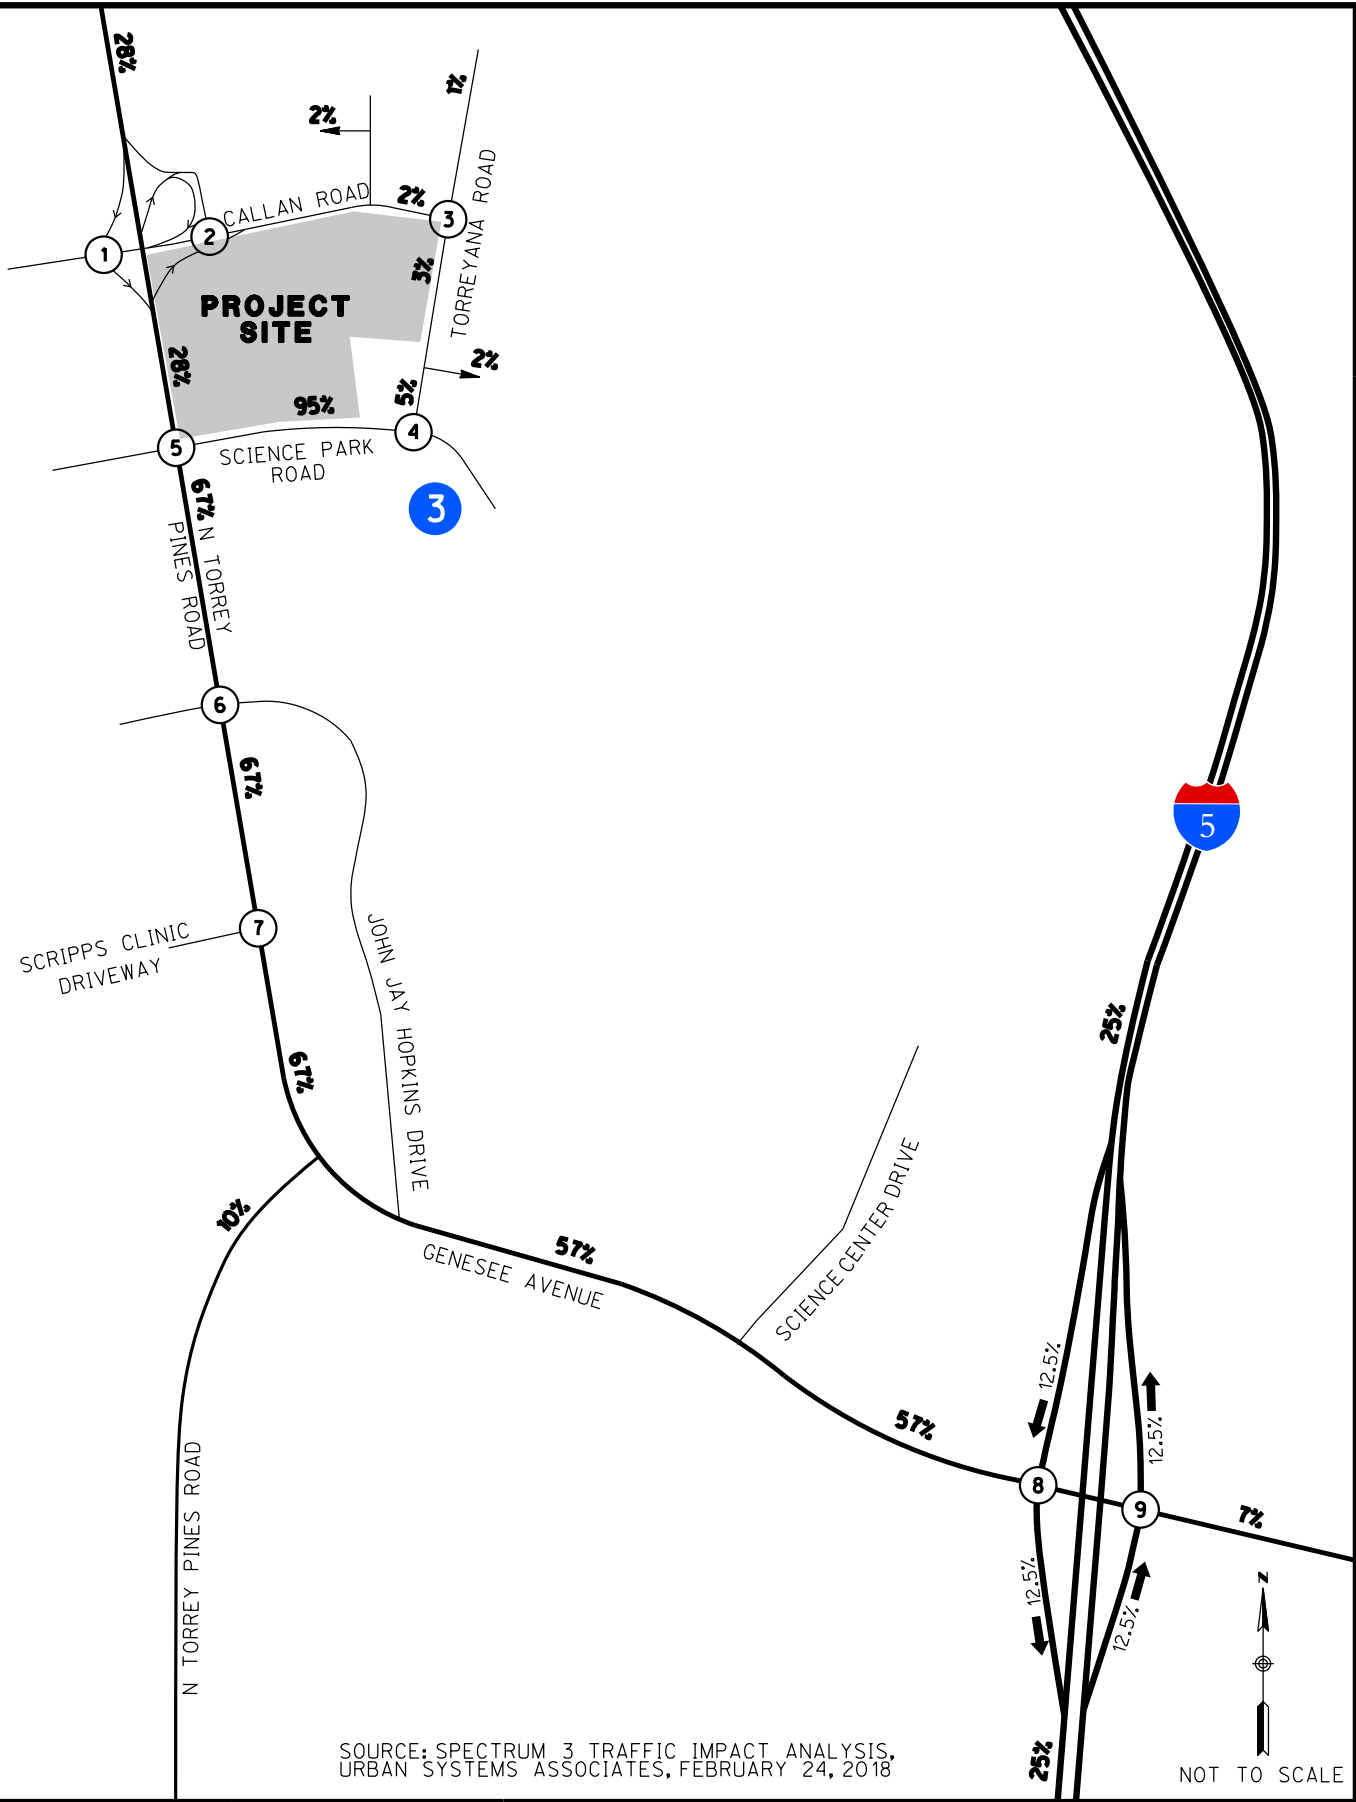 28%
1%
2%
TORREYANA ROAD
CALLAN ROAD
2%
3
2
1
3%
PROJECT
SITE
28%
2%
95%
5%
4
5
SCIENCE PARK
ROAD
67%
3
N TORREY
PINES ROAD
6
67%
5
7
SCRIPPS CLINIC
DRIVEWAY
JOHN JAY HOPKINS DRIVE
25%
67%
10%
SCIENCE CENTER DRIVE
57%
GENESEE AVENUE
12.5%
57%
12.5%
8
9
7%
N TORREY PINES ROAD
12.5%
12.5%
N
25%
SOURCE: SPECTRUM 3 TRAFFIC IMPACT ANALYSIS,
URBAN SYSTEMS ASSOCIATES, FEBRUARY 24, 2018
NOT TO SCALE